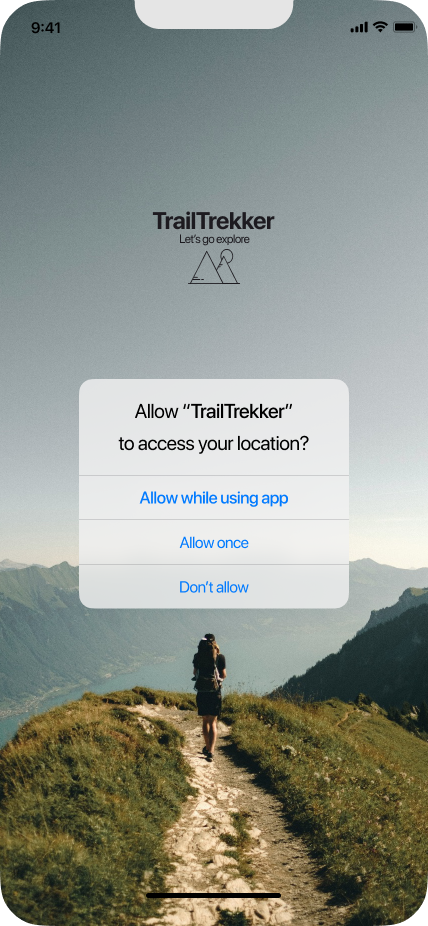 9:41
TrailTrekker
Let's go explore
Allow “TrailTrekker”
to access your location?
Allow while using app
Allow once
Don't allow